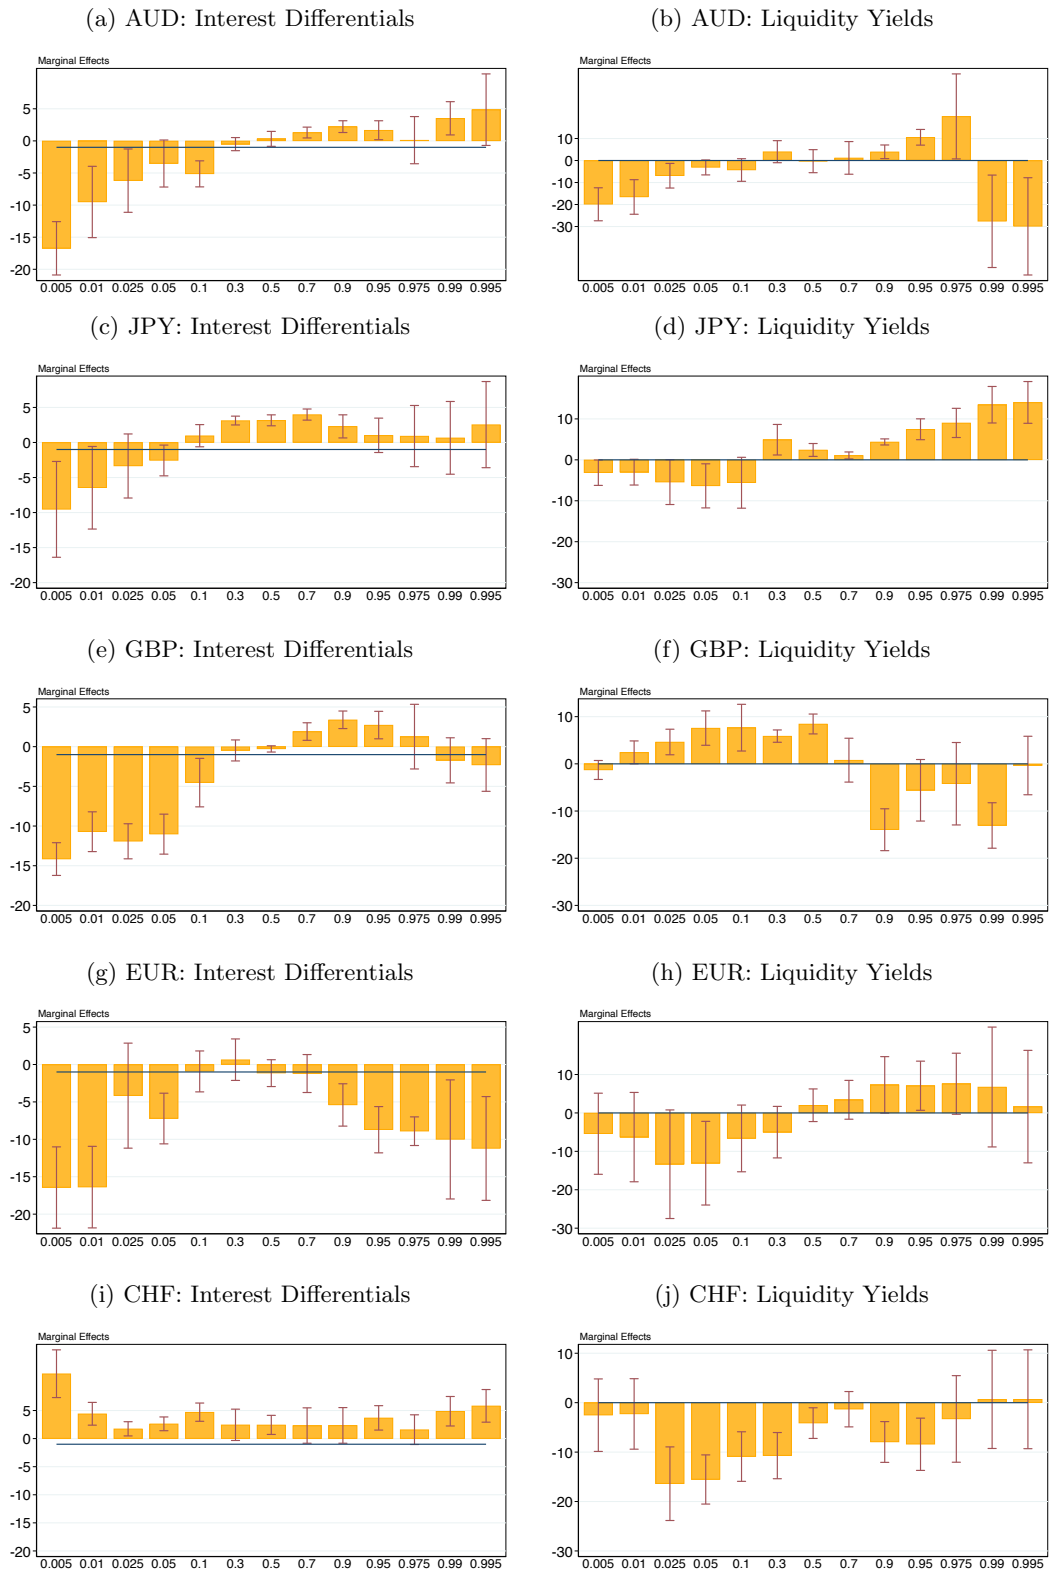 (a) AUD: Interest Differentials
(b) AUD: Liquidity Yields
Marginal Effects
5
0
-5
-10
-15
-20
0.005 0.01 0.025 0.05 0.1 0.3 0.5 0.7 0.9 0.95 0.975 0.99 0.995
Marginal Effects
10
0
-10
-20
-30
0.005 0.01 0.025 0.05 0.1 0.3 0.5 0.7 0.9 0.95 0.975 0.99 0.995
(c) JPY: Interest Differentials
(d) JPY: Liquidity Yields
Marginal Effects
5
0
-5
-10
-15
-20
0.005 0.01 0.025 0.05 0.1 0.3 0.5 0.7 0.9 0.95 0.975 0.99 0.995
Marginal Effects
10
0
-10
-20
-30
0.005 0.01 0.025 0.05 0.1 0.3 0.5 0.7 0.9 0.95 0.975 0.99 0.995
(e) GBP: Interest Differentials
(f) GBP: Liquidity Yields
Marginal Effects
5
0
-5
-10
-15
-20
0.005 0.01 0.025 0.05 0.1 0.3 0.5 0.7 0.9 0.95 0.975 0.99 0.995
Marginal Effects
10
0
-10
-20
-30
0.005 0.01 0.025 0.05 0.1 0.3 0.5 0.7 0.9 0.95 0.975 0.99 0.995
(g) EUR: Interest Differentials
(h) EUR: Liquidity Yields
Marginal Effects
5
0
-5
-10
-15
-20
0.005 0.01 0.025 0.05 0.1 0.3 0.5 0.7 0.9 0.95 0.975 0.99 0.995
Marginal Effects
10
0
-10
-20
-30
0.005 0.01 0.025 0.05 0.1 0.3 0.5 0.7 0.9 0.95 0.975 0.99 0.995
(i) CHF: Interest Differentials
(j) CHF: Liquidity Yields
Marginal Effects
5
0
-5
-10
-15
-20
0.005 0.01 0.025 0.05 0.1 0.3 0.5 0.7 0.9 0.95 0.975 0.99 0.995
Marginal Effects
10
0
-10
-20
-30
0.005 0.01 0.025 0.05 0.1 0.3 0.5 0.7 0.9 0.95 0.975 0.99 0.995